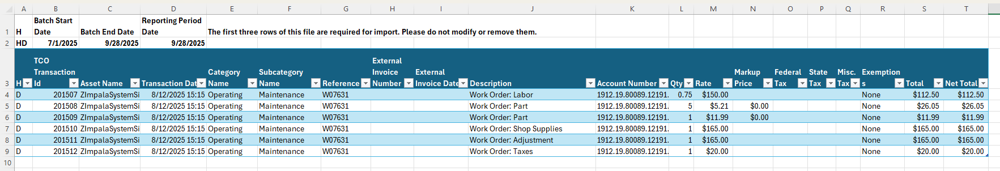 A B C D E F G H I J K L M N O P Q R S T
Batch Start Reporting Period
1 H Date Batch End Date Date The first three rows of this file are required for import. Please do not modify or remove them.
2 HD 7/1/2025 9/28/2025 9/28/2025
TCO External
Transaction Category Subcategory Invoice External Markup Federal State Misc. Exemption
3 H Id Asset Name Transaction Dat Name Name Reference Number Invoice Date Description Account Number Qty Rate Price Tax Tax Tax s Total Net Total
4 D 201507 ZImpalaSystemSi 8/12/2025 15:15 Operating Maintenance W07631 Work Order: Labor 1912.19.80089.12191. 0.75 $150.00 None $112.50 $112.50
5 D 201508 ZImpalaSystemSi 8/12/2025 15:15 Operating Maintenance W07631 Work Order: Part 1912.19.80089.12191. 5 $5.21 $0.00 None $26.05 $26.05
6 D 201509 ZImpalaSystemSi 8/12/2025 15:15 Operating Maintenance W07631 Work Order: Part 1912.19.80089.12191. 1 $11.99 $0.00 None $11.99 $11.99
7 D 201510 ZImpalaSystemSi 8/12/2025 15:15 Operating Maintenance W07631 Work Order: Shop Supplies 1912.19.80089.12191. 1 $165.00 None $165.00 $165.00
8 D 201511 ZImpalaSystemSi 8/12/2025 15:15 Operating Maintenance W07631 Work Order: Adjustment 1912.19.80089.12191. 1 $165.00 None $165.00 $165.00
9 D 201512 ZImpalaSystemSi 8/12/2025 15:15 Operating Maintenance W07631 Work Order: Taxes 1912.19.80089.12191. 1 $20.00 None $20.00 $20.00
10